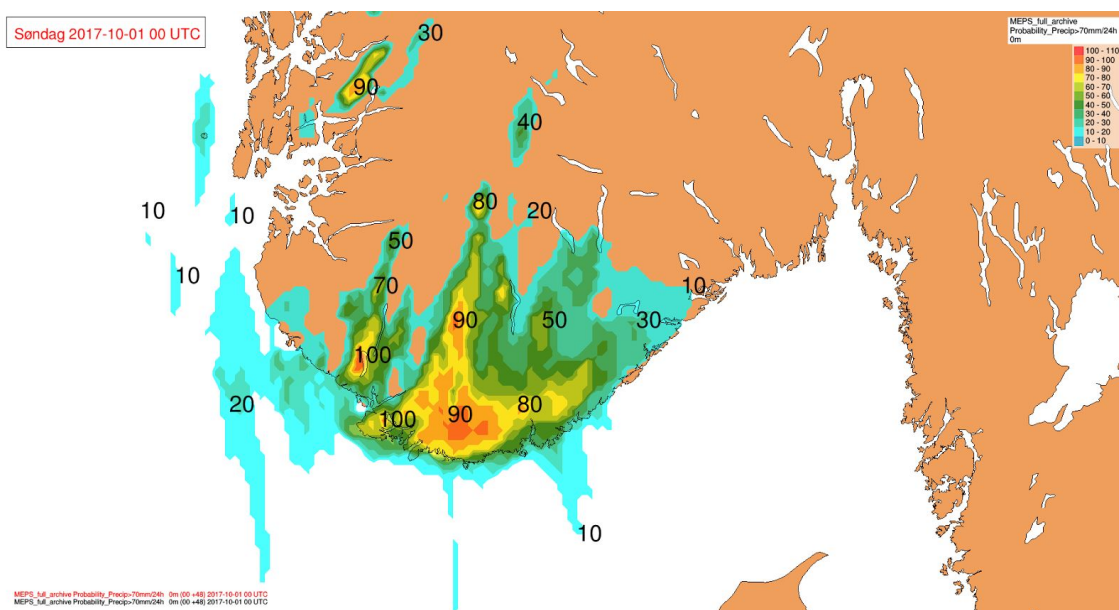 Søndag 2017-10-01 00 UTC
MEPS_full_archive
Probability_Precip>70mm/24h
0m
100 - 110
90 - 100
80 - 90
70 - 80
60 - 70
50 - 60
40 - 50
30 - 40
20 - 30
10 - 20
0 - 10
30
90
40
80
10
10
20
50
10
70
10
90
50
30
100
20
100
90
80
10
MEPS_full_archive Probability_Precip>70mm/24h 0m (00 +48) 2017-10-01 00 UTC
MEPS_full_archive Probability_Precip>70mm/24h 0m (00 +48) 2017-10-01 00 UTC